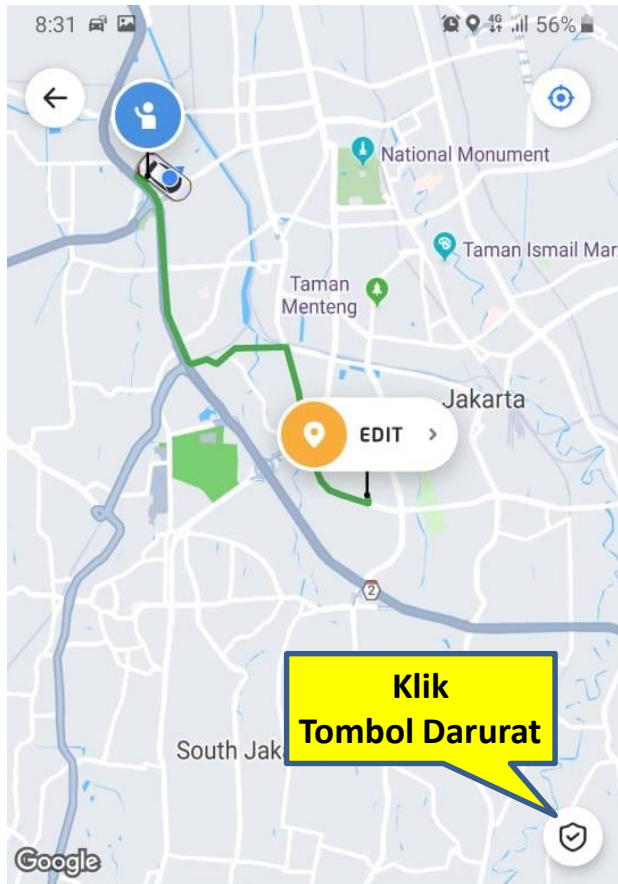 8:31
4G
56%
National Monument
Taman Ismail Mar
Taman
Menteng
Jakarta
EDIT >
2
Klik
Tombol Darurat
South Jak
Google